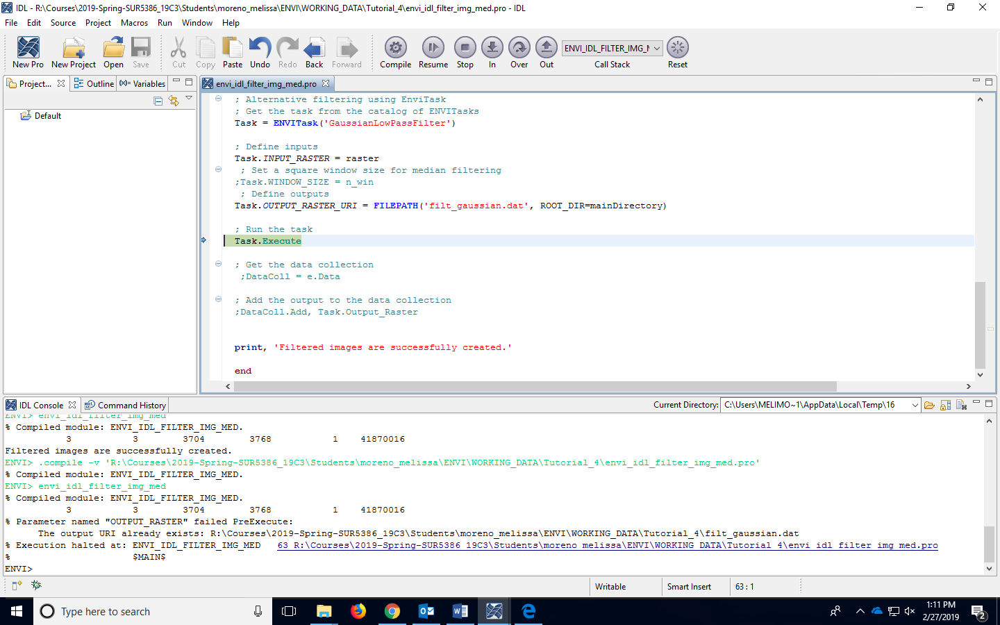 IDL - R:\Courses\2019-Spring-SUR5386_19C3\Students\moreno_melissa\ENVI\WORKING_DATA\Tutorial_4\envi_idl_filter_img_med.pro - IDL
File Edit Source Project Macros Run Window Help
New Pro New Project Open Save Cut Copy Paste Undo Redo Back Forward Compile Resume Stop In Over Out ENVI_IDL_FILTER_IMG_M Call Stack Reset
Project... Outline (x)= Variables envi_idl_filter_img_med.pro
Default
; Alternative filtering using EnviTask
; Get the task from the catalog of ENVITasks
Task = ENVITask('GaussianLowPassFilter')
; Define inputs
Task.INPUT_RASTER = raster
; Set a square window size for median filtering
;Task.WINDOW_SIZE = n_win
; Define outputs
Task.OUTPUT_RASTER_URI = FILEPATH('filt_gaussian.dat', ROOT_DIR=mainDirectory)
; Run the task
Task.Execute
; Get the data collection
;DataColl = e.Data
; Add the output to the data collection
;DataColl.Add, Task.Output_Raster
print, 'Filtered images are successfully created.'
end
IDL Console Command History Current Directory: C:\Users\MELIMO~1\AppData\Local\Temp\16
ENVI> envi_idl_filter_img_med
% Compiled module: ENVI_IDL_FILTER_IMG_MED.
3 3 3704 3768 1 41870016
Filtered images are successfully created.
ENVI> .compile -v 'R:\Courses\2019-Spring-SUR5386_19C3\Students\moreno_melissa\ENVI\WORKING_DATA\Tutorial_4\envi_idl_filter_img_med.pro'
% Compiled module: ENVI_IDL_FILTER_IMG_MED.
ENVI> envi_idl_filter_img_med
% Compiled module: ENVI_IDL_FILTER_IMG_MED.
3 3 3704 3768 1 41870016
% Parameter named "OUTPUT_RASTER" failed PreExecute:
The output URI already exists: R:\Courses\2019-Spring-SUR5386_19C3\Students\moreno_melissa\ENVI\WORKING_DATA\Tutorial_4\filt_gaussian.dat
% Execution halted at: ENVI_IDL_FILTER_IMG_MED 63 R:\Courses\2019-Spring-SUR5386_19C3\Students\moreno_melissa\ENVI\WORKING_DATA\Tutorial_4\envi_idl_filter_img_med.pro
% $MAIN$
ENVI>
Writable Smart Insert 63 : 1
Type here to search
1:11 PM
2/27/2019
2